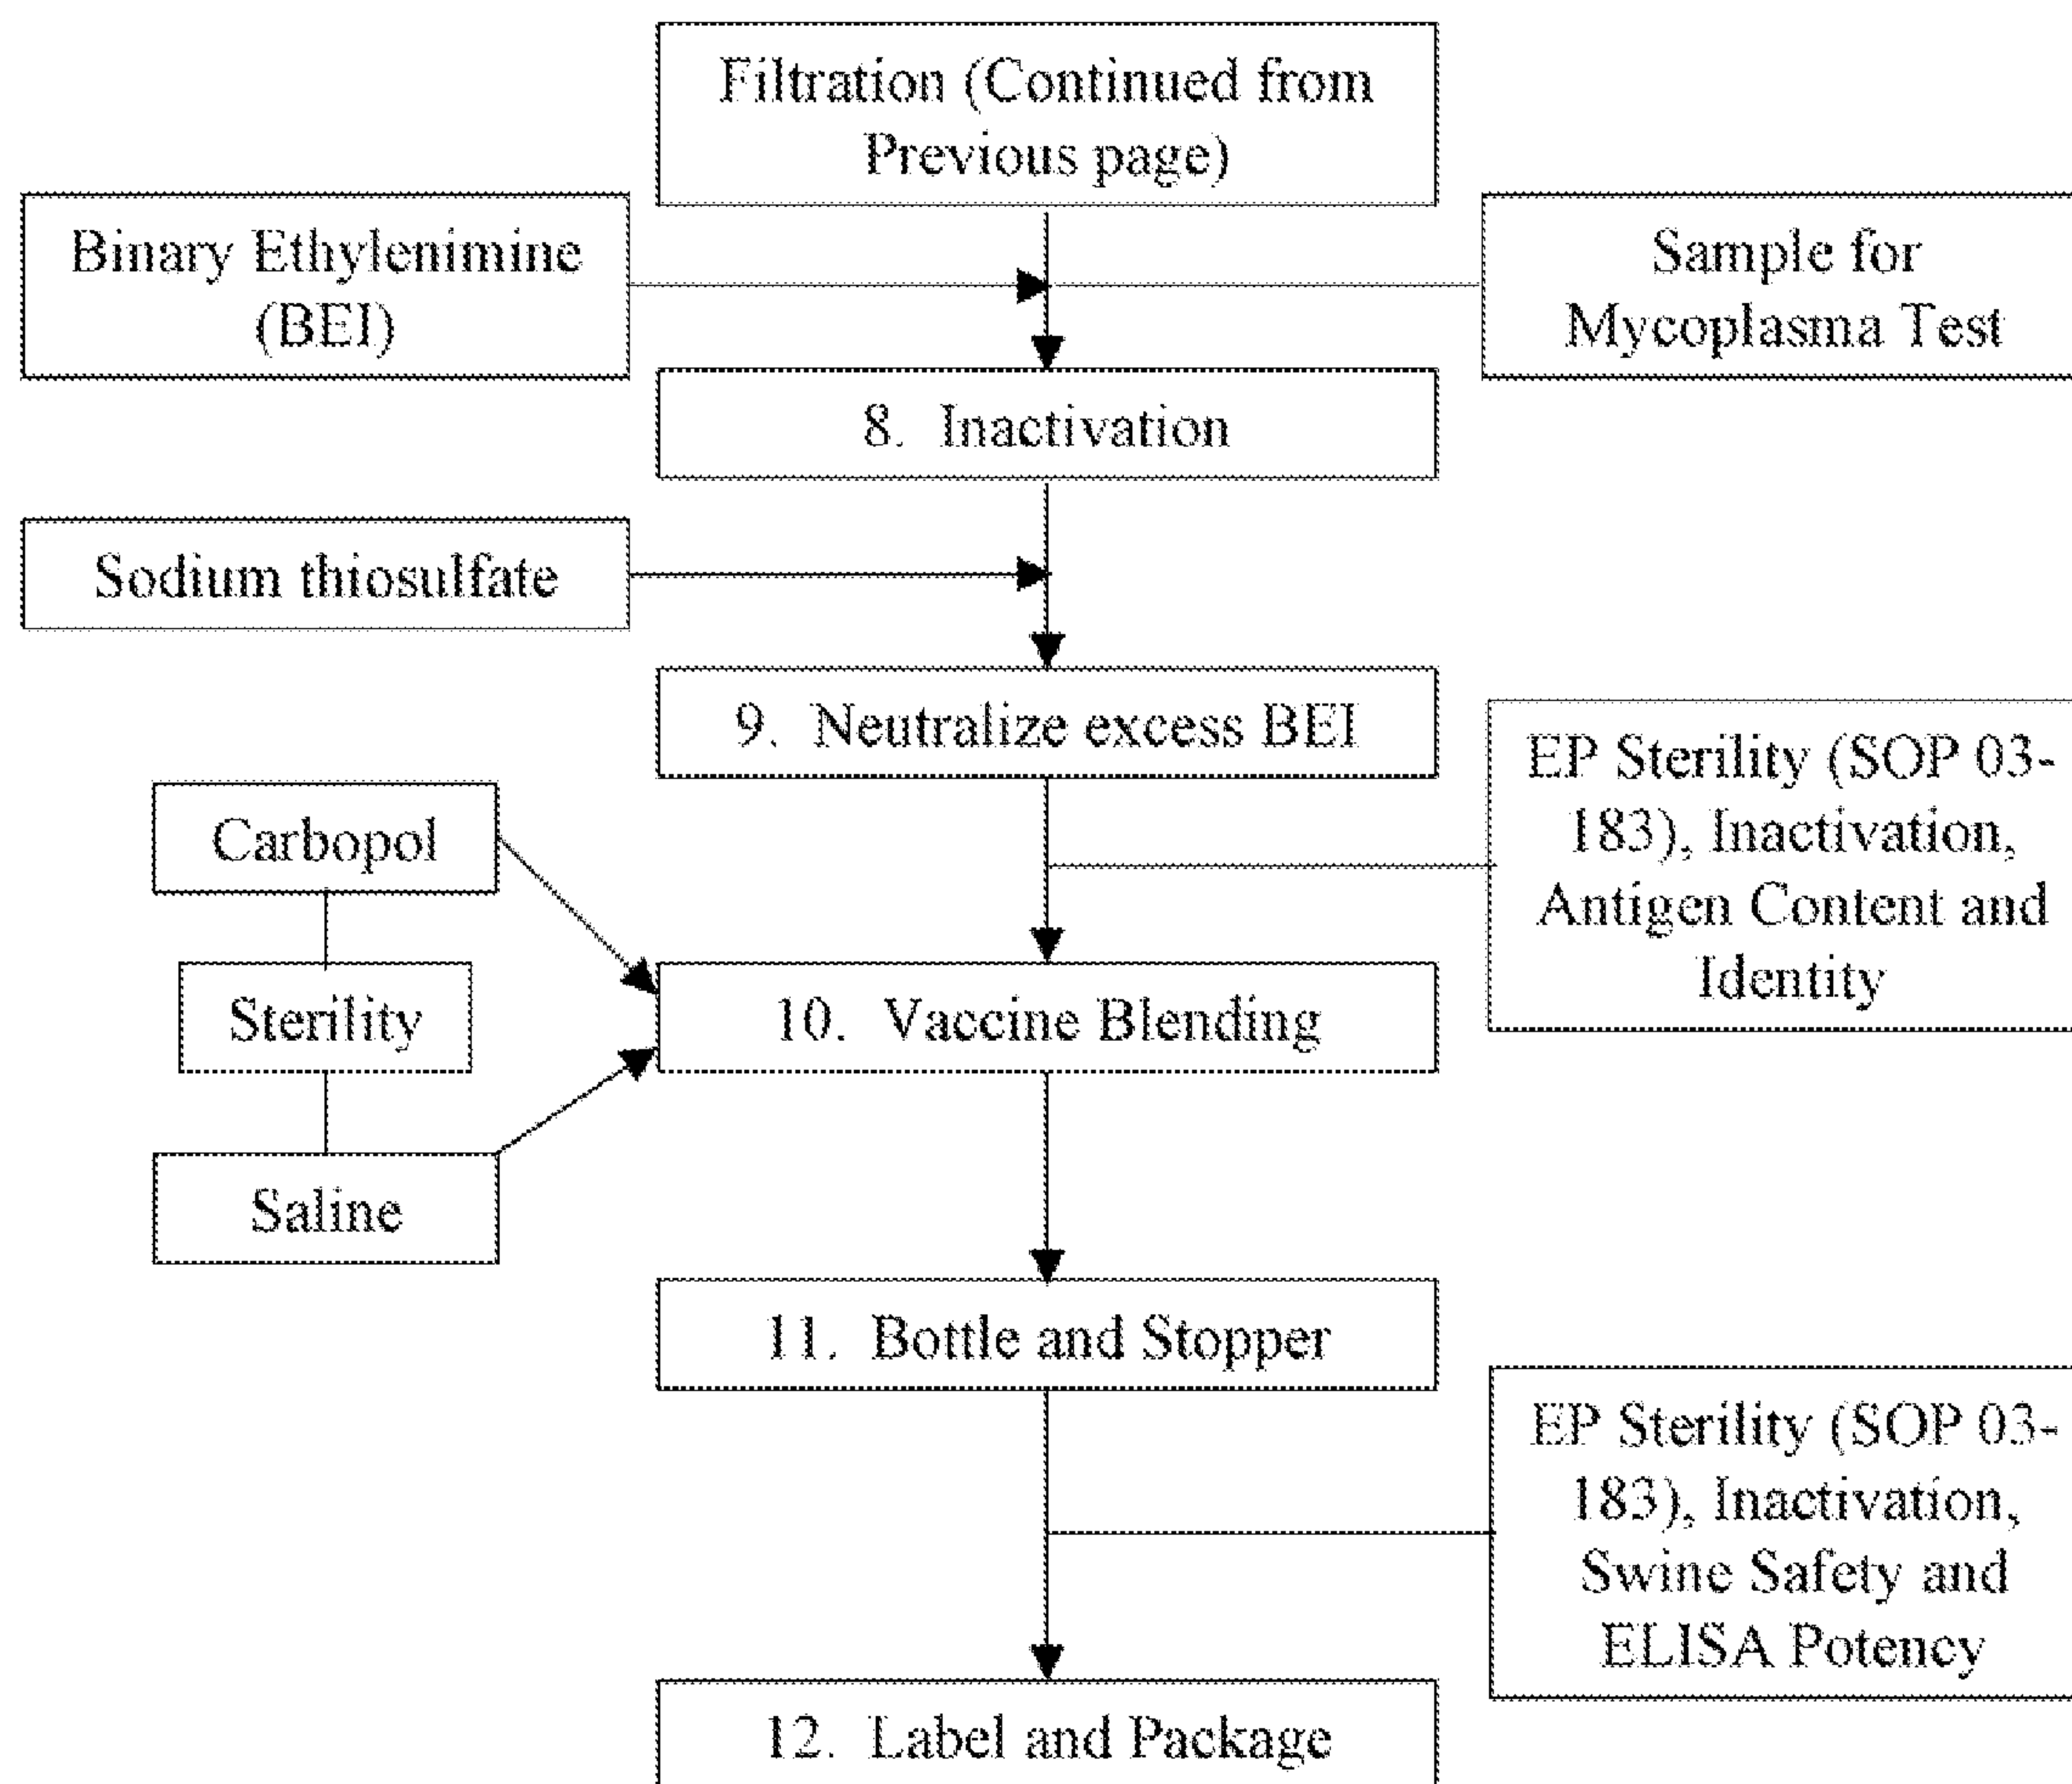 Filtration (Continued from
Previous page)
Binary Ethylenimine
(BEI)
Sample for
Mycoplasma Test
8. Inactivation
Sodium thiosulfate
9. Neutralize excess BEI
EP Sterility (SOP 03-
183), Inactivation,
Antigen Content and
Identity
Carbopol
Sterility
Saline
10. Vaccine Blending
11. Bottle and Stopper
EP Sterility (SOP 03-
183), Inactivation,
Swine Safety and
ELISA Potency
12. Label and Package